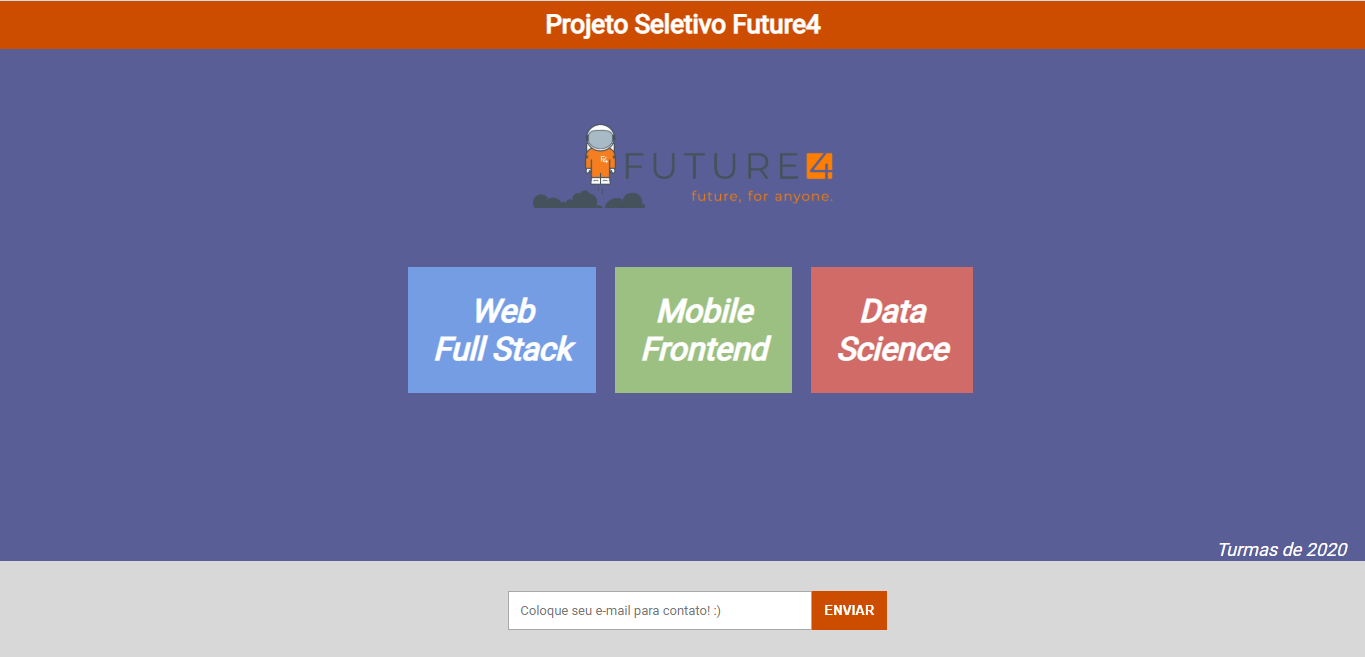 Projeto Seletivo Future4
FUTURE4
future, for anyone.
Web
Full Stack
Mobile
Frontend
Data
Science
Turmas de 2020
Coloque seu e-mail para contato! :)
ENVIAR